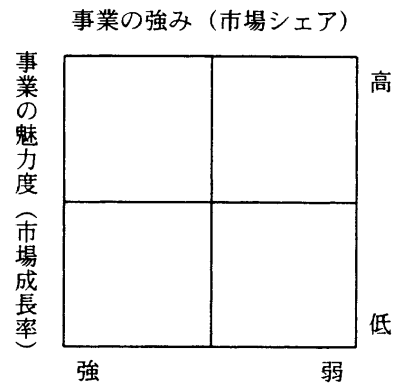 事業の強み（市場シェア）
事業の魅力度（市場成長率）
高
低
強
弱